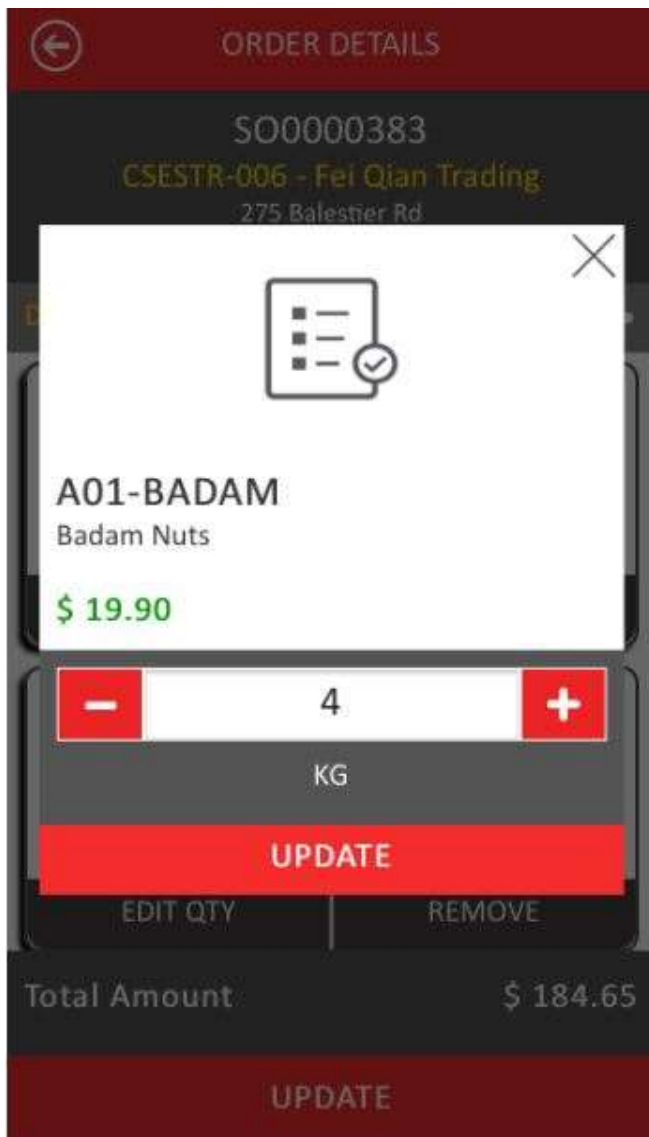 ORDER DETAILS
SO0000383
CSESTR-006 - Fei Qian Trading
275 Balestier Rd
A01-BADAM
Badam Nuts
$ 19.90
4
KG
UPDATE
EDIT QTY REMOVE
Total Amount $ 184.65
UPDATE